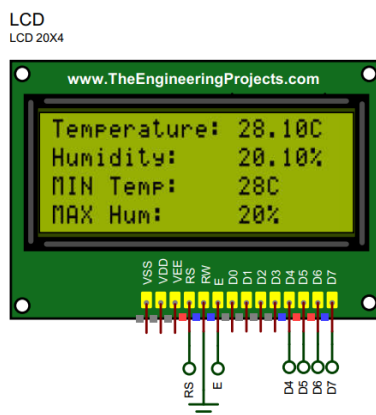 LCD
LCD 20X4
www.TheEngineeringProjects.com
Temperature: 28.10C
Humidity: 20.10%
MIN Temp: 28C
MAX Hum: 20%
VSS VDD VEE RS RW E D0 D1 D2 D3 D4 D5 D6 D7
RS E D4 D5 D6 D7